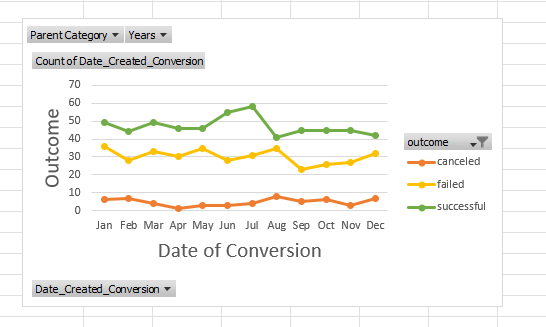 Parent Category Years
Count of Date_Created_Conversion
70
60
50
40
30
20
10
0
Outcome
Jan Feb Mar Apr May Jun Jul Aug Sep Oct Nov Dec
Date of Conversion
outcome
canceled
failed
successful
Date_Created_Conversion